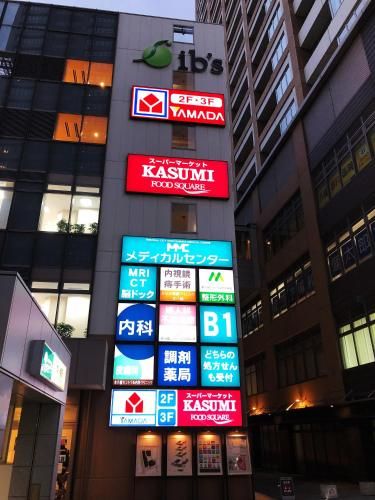 ib's
2F・3F
YAMADA
スーパーマーケット
KASUMI
FOOD SQUARE
MMC
メディカルセンター
MRI
CT
脳ドック
内視鏡
痔手術
整形外科
内科
B1
調剤
薬局
どちらの
処方せん
も受付
YAMADA
2F
3F
スーパーマーケット
KASUMI
FOOD SQUARE